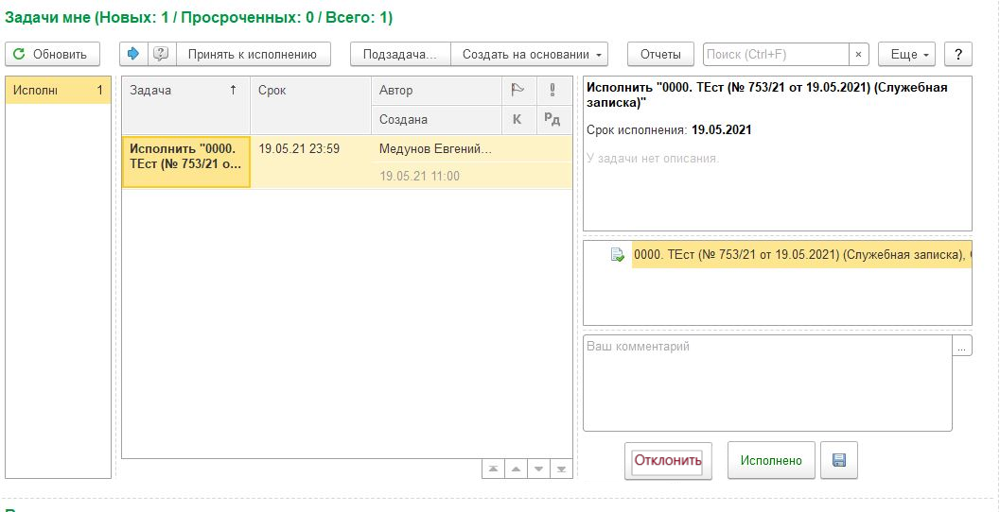 Задачи мне (Новых: 1 / Просроченных: 0 / Всего: 1)
Обновить
Принять к исполнению
Подзадача...
Создать на основании
Отчеты
Поиск (Ctrl+F)
×
Еще
?
Исполні 1
Задача ↑
Срок
Автор
!
Создана
К
Рд
Исполнить "0000.
ТЕст (№ 753/21 о...
19.05.21 23:59
Медунов Евгений...
19.05.21 11:00
Исполнить "0000. ТЕст (№ 753/21 от 19.05.2021) (Служебная
записка)"
Срок исполнения: 19.05.2021
У задачи нет описания.
0000. ТЕст (№ 753/21 от 19.05.2021) (Служебная записка),
Ваш комментарий
...
Отклонить
Исполнено